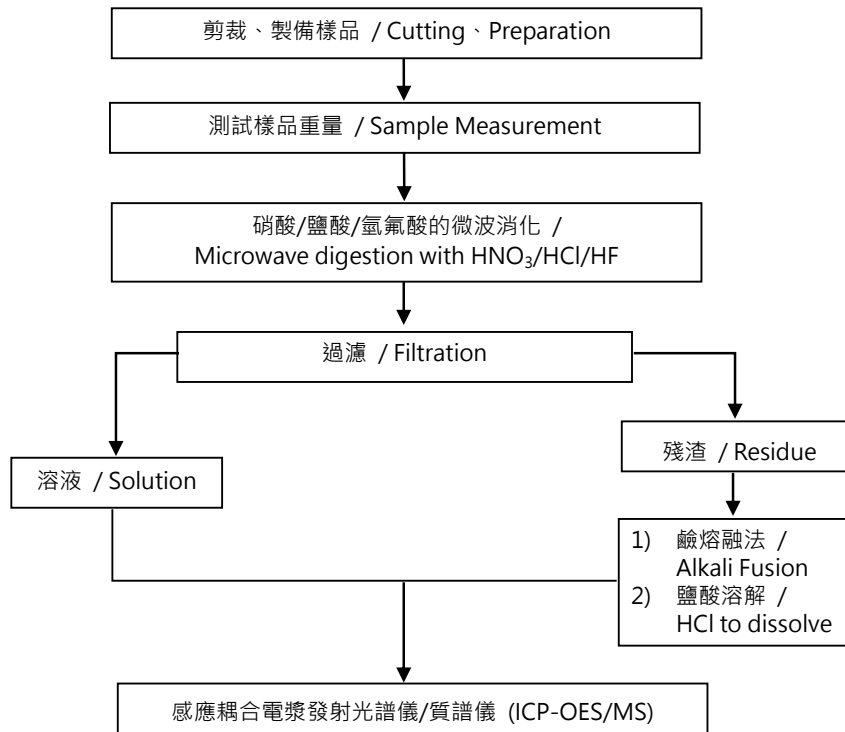 剪裁、製備樣品 / Cutting、Preparation
測試樣品重量 / Sample Measurement
硝酸/鹽酸/氫氟酸的微波消化 /
Microwave digestion with HNO₃/HCl/HF
過濾 / Filtration
溶液 / Solution
殘渣 / Residue
1) 鹼熔融法 /
Alkali Fusion
2) 鹽酸溶解 /
HCl to dissolve
感應耦合電漿發射光譜儀/質譜儀 (ICP-OES/MS)